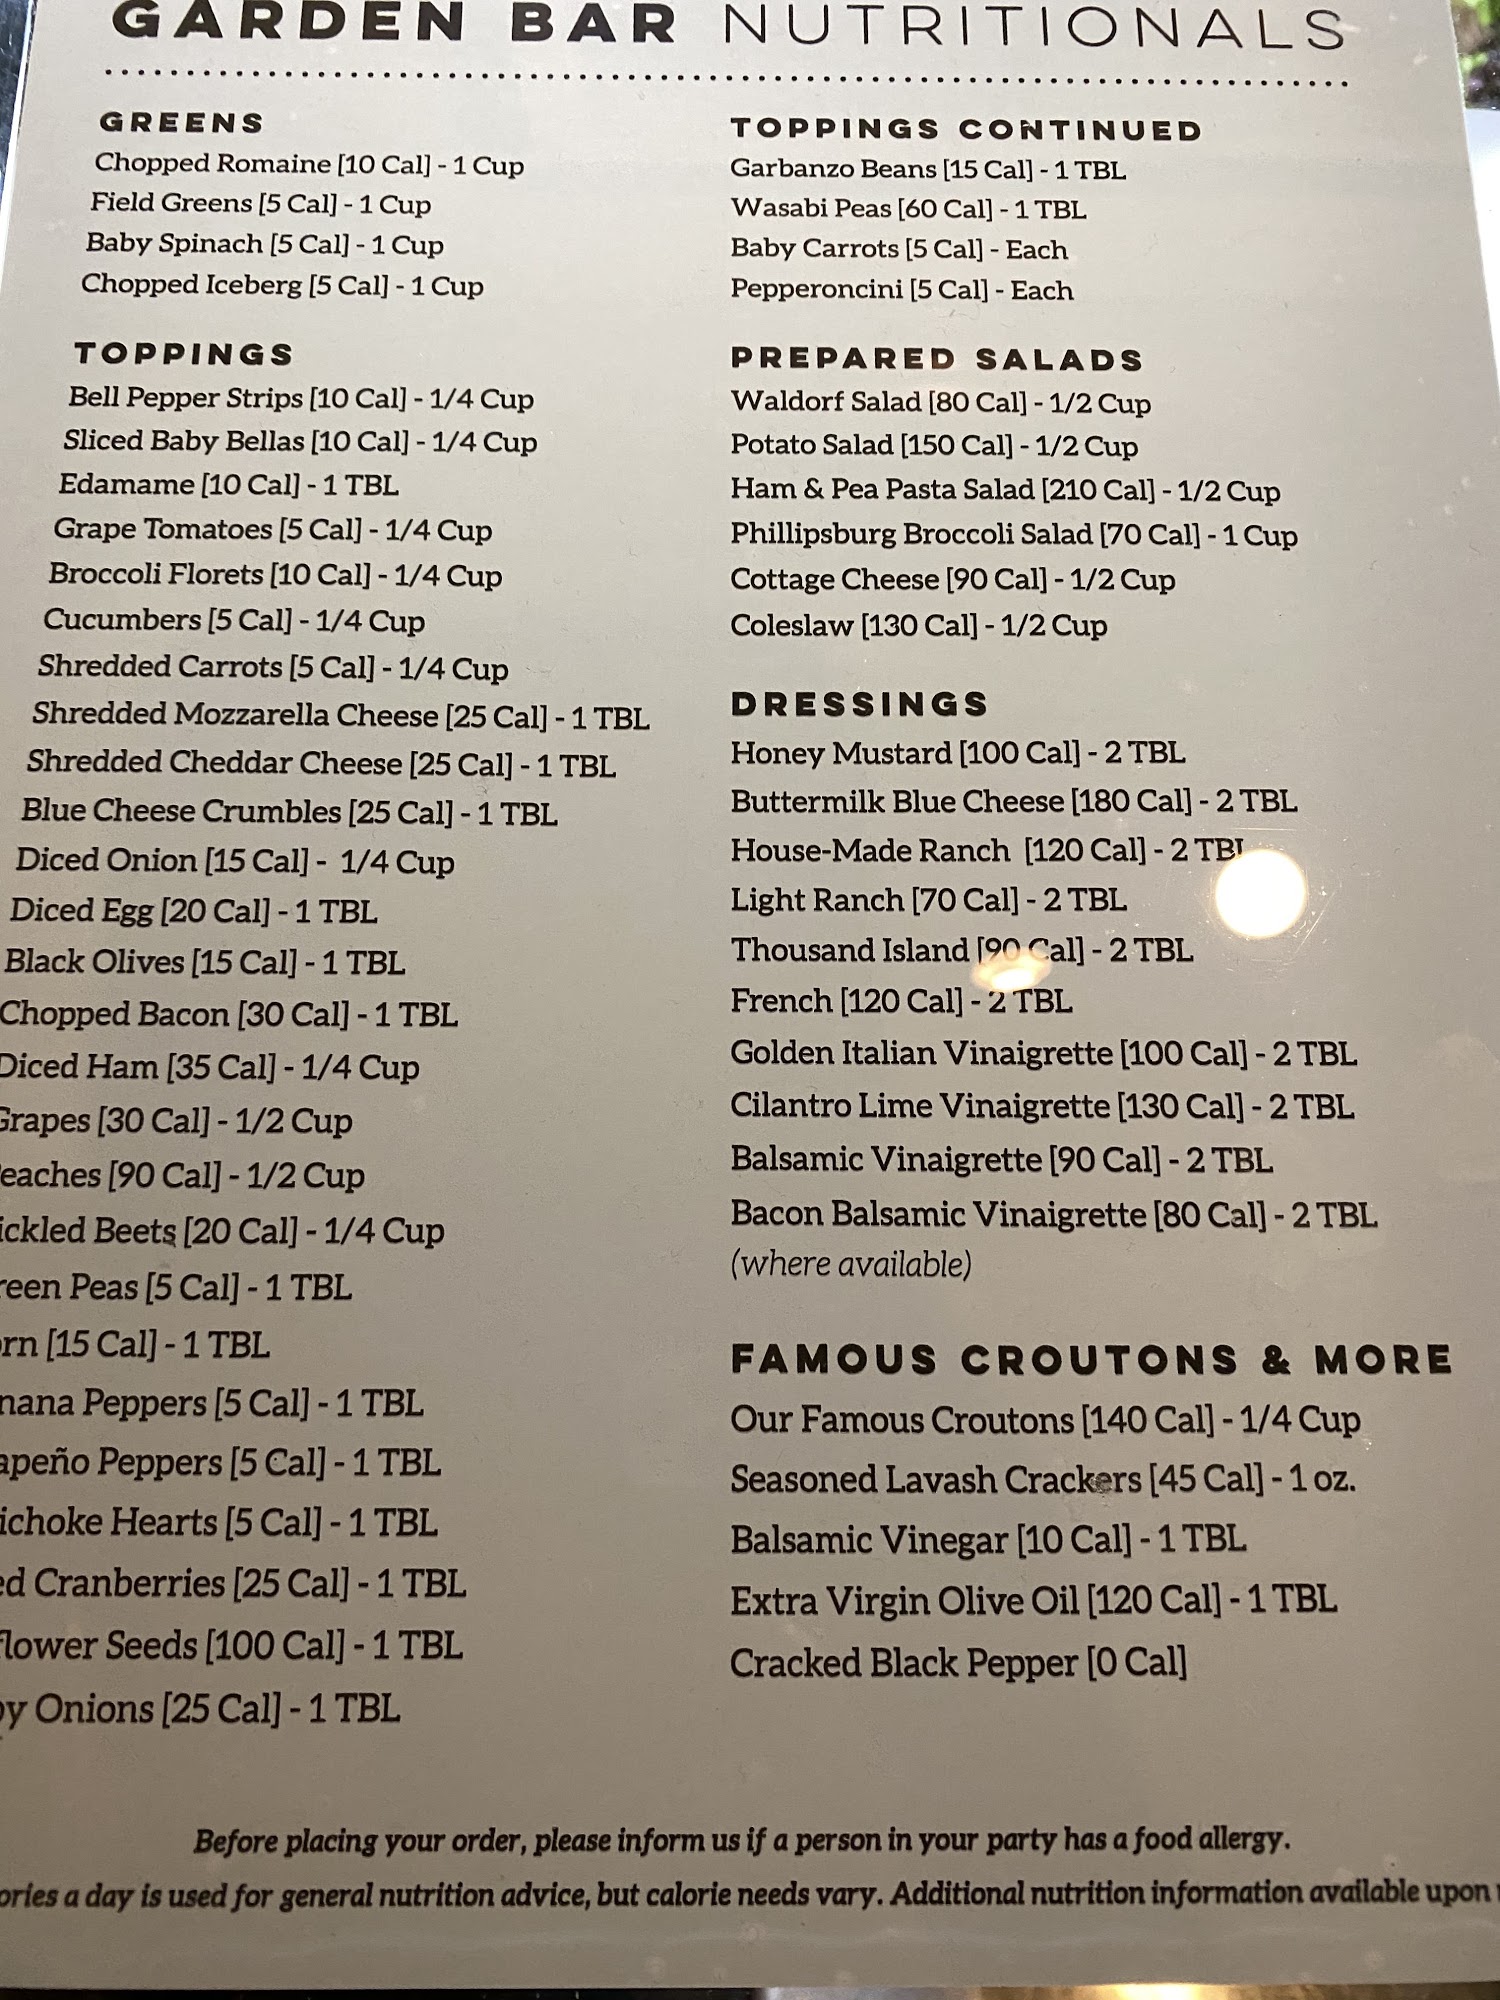 GARDEN BAR NUTRITIONALS
GREENS
Chopped Romaine [10 Cal] - 1 Cup
Field Greens [5 Cal] - 1 Cup
Baby Spinach [5 Cal] - 1 Cup
Chopped Iceberg [5 Cal] - 1 Cup
TOPPINGS
Bell Pepper Strips [10 Cal] - 1/4 Cup
Sliced Baby Bellas [10 Cal] - 1/4 Cup
Edamame [10 Cal] - 1 TBL
Grape Tomatoes [5 Cal] - 1/4 Cup
Broccoli Florets [10 Cal] - 1/4 Cup
Cucumbers [5 Cal] - 1/4 Cup
Shredded Carrots [5 Cal] - 1/4 Cup
Shredded Mozzarella Cheese [25 Cal] - 1 TBL
Shredded Cheddar Cheese [25 Cal] - 1 TBL
Blue Cheese Crumbles [25 Cal] - 1 TBL
Diced Onion [15 Cal] - 1/4 Cup
Diced Egg [20 Cal] - 1 TBL
Black Olives [15 Cal] - 1 TBL
Chopped Bacon [30 Cal] - 1 TBL
Diced Ham [35 Cal] - 1/4 Cup
Grapes [30 Cal] - 1/2 Cup
eaches [90 Cal] - 1/2 Cup
ickled Beets [20 Cal] - 1/4 Cup
reen Peas [5 Cal] - 1 TBL
rn [15 Cal] - 1 TBL
nana Peppers [5 Cal] - 1 TBL
apeño Peppers [5 Cal] - 1 TBL
ichoke Hearts [5 Cal] - 1 TBL
ed Cranberries [25 Cal] - 1 TBL
flower Seeds [100 Cal] - 1 TBL
py Onions [25 Cal] - 1 TBL
TOPPINGS CONTINUED
Garbanzo Beans [15 Cal] - 1 TBL
Wasabi Peas [60 Cal] - 1 TBL
Baby Carrots [5 Cal] - Each
Pepperoncini [5 Cal] - Each
PREPARED SALADS
Waldorf Salad [80 Cal] - 1/2 Cup
Potato Salad [150 Cal] - 1/2 Cup
Ham & Pea Pasta Salad [210 Cal] - 1/2 Cup
Phillipsburg Broccoli Salad [70 Cal] - 1 Cup
Cottage Cheese [90 Cal] - 1/2 Cup
Coleslaw [130 Cal] - 1/2 Cup
DRESSINGS
Honey Mustard [100 Cal] - 2 TBL
Buttermilk Blue Cheese [180 Cal] - 2 TBL
House-Made Ranch [120 Cal] - 2 TBL
Light Ranch [70 Cal] - 2 TBL
Thousand Island [90 Cal] - 2 TBL
French [120 Cal] - 2 TBL
Golden Italian Vinaigrette [100 Cal] - 2 TBL
Cilantro Lime Vinaigrette [130 Cal] - 2 TBL
Balsamic Vinaigrette [90 Cal] - 2 TBL
Bacon Balsamic Vinaigrette [80 Cal] - 2 TBL
(where available)
FAMOUS CROUTONS & MORE
Our Famous Croutons [140 Cal] - 1/4 Cup
Seasoned Lavash Crackers [45 Cal] - 1 oz.
Balsamic Vinegar [10 Cal] - 1 TBL
Extra Virgin Olive Oil [120 Cal] - 1 TBL
Cracked Black Pepper [0 Cal]
Before placing your order, please inform us if a person in your party has a food allergy.
ories a day is used for general nutrition advice, but calorie needs vary. Additional nutrition information available upon